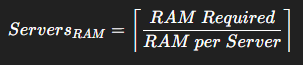 Servers_RAM = ⌈ RAM Required / RAM per Server ⌉